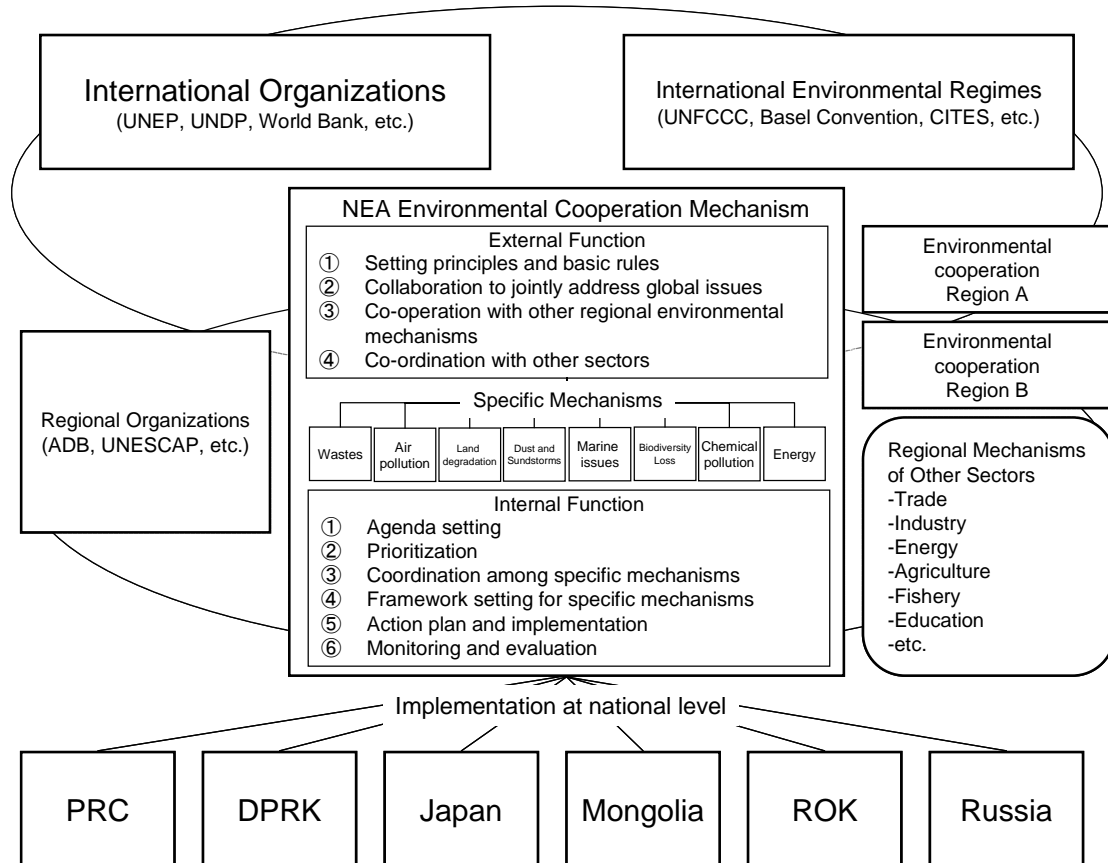 International Organizations
(UNEP, UNDP, World Bank, etc.)
International Environmental Regimes
(UNFCCC, Basel Convention, CITES, etc.)
NEA Environmental Cooperation Mechanism
External Function
① Setting principles and basic rules
② Collaboration to jointly address global issues
③ Co-operation with other regional environmental
mechanisms
④ Co-ordination with other sectors
Environmental
cooperation
Region A
Environmental
cooperation
Region B
Regional Organizations
(ADB, UNESCAP, etc.)
Specific Mechanisms
Wastes
Air
pollution
Land
degradation
Dust and
Sundstorms
Marine
issues
Biodiversity
Loss
Chemical
pollution
Energy
Internal Function
① Agenda setting
② Prioritization
③ Coordination among specific mechanisms
④ Framework setting for specific mechanisms
⑤ Action plan and implementation
⑥ Monitoring and evaluation
Regional Mechanisms
of Other Sectors
-Trade
-Industry
-Energy
-Agriculture
-Fishery
-Education
-etc.
Implementation at national level
PRC
DPRK
Japan
Mongolia
ROK
Russia